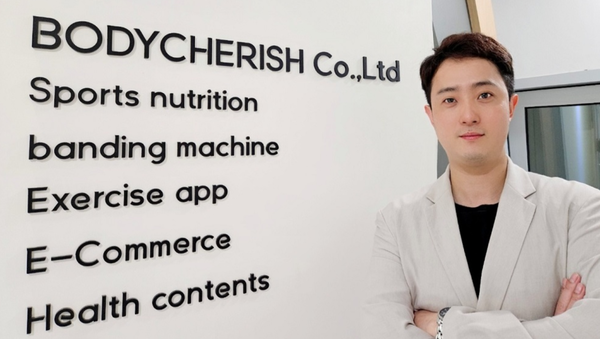 BODYCHERISH Co.,Ltd
Sports nutrition
banding machine
Exercise app
E-Commerce
Health contents